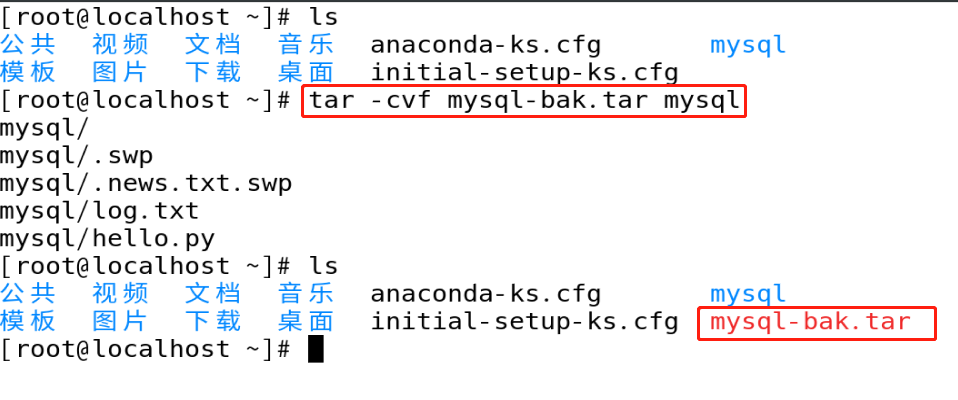 [root@localhost ~]# ls
公共 视频 文档 音乐 anaconda-ks.cfg mysql
模板 图片 下载 桌面 initial-setup-ks.cfg
[root@localhost ~]# tar -cvf mysql-bak.tar mysql
mysql/
mysql/.swp
mysql/.news.txt.swp
mysql/log.txt
mysql/hello.py
[root@localhost ~]# ls
公共 视频 文档 音乐 anaconda-ks.cfg mysql
模板 图片 下载 桌面 initial-setup-ks.cfg mysql-bak.tar
[root@localhost ~]#